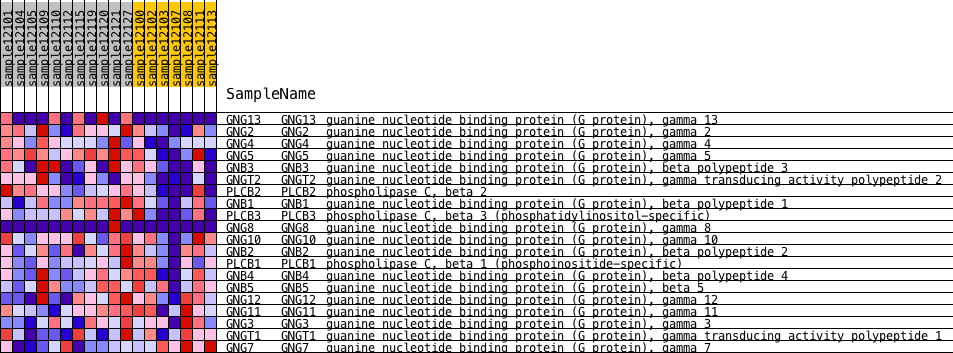 sample12101
sample12104
sample12105
sample12109
sample12110
sample12112
sample12115
sample12119
sample12120
sample12121
sample12127
sample12100
sample12102
sample12103
sample12107
sample12108
sample12111
sample12113
SampleName
GNG13 GNG13 guanine nucleotide binding protein (G protein), gamma 13
GNG2 GNG2 guanine nucleotide binding protein (G protein), gamma 2
GNG4 GNG4 guanine nucleotide binding protein (G protein), gamma 4
GNG5 GNG5 guanine nucleotide binding protein (G protein), gamma 5
GNB3 GNB3 guanine nucleotide binding protein (G protein), beta polypeptide 3
GNGT2 GNGT2 guanine nucleotide binding protein (G protein), gamma transducing activity polypeptide 2
PLCB2 PLCB2 phospholipase C, beta 2
GNB1 GNB1 guanine nucleotide binding protein (G protein), beta polypeptide 1
PLCB3 PLCB3 phospholipase C, beta 3 (phosphatidylinositol-specific)
GNG8 GNG8 guanine nucleotide binding protein (G protein), gamma 8
GNG10 GNG10 guanine nucleotide binding protein (G protein), gamma 10
GNB2 GNB2 guanine nucleotide binding protein (G protein), beta polypeptide 2
PLCB1 PLCB1 phospholipase C, beta 1 (phosphoinositide-specific)
GNB4 GNB4 guanine nucleotide binding protein (G protein), beta polypeptide 4
GNB5 GNB5 guanine nucleotide binding protein (G protein), beta 5
GNG12 GNG12 guanine nucleotide binding protein (G protein), gamma 12
GNG11 GNG11 guanine nucleotide binding protein (G protein), gamma 11
GNG3 GNG3 guanine nucleotide binding protein (G protein), gamma 3
GNGT1 GNGT1 guanine nucleotide binding protein (G protein), gamma transducing activity polypeptide 1
GNG7 GNG7 guanine nucleotide binding protein (G protein), gamma 7